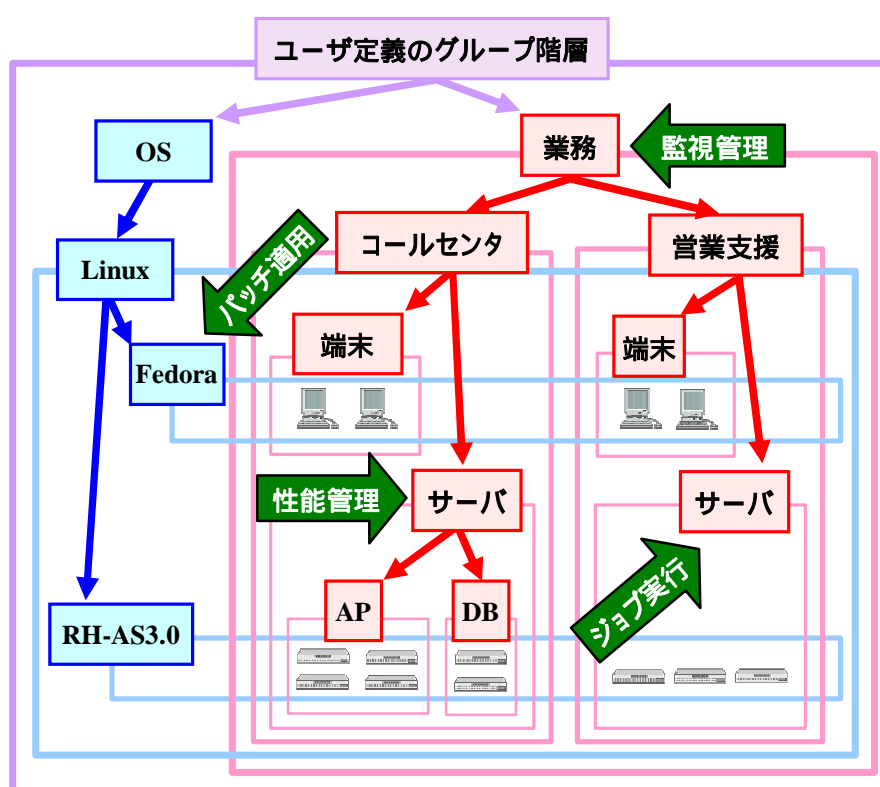 ユーザ定義のグループ階層
OS
業務
監視管理
Linux
パッチ適用
コールセンタ
営業支援
Fedora
端末
端末
性能管理
サーバ
サーバ
RH-AS3.0
AP
DB
ジョブ実行